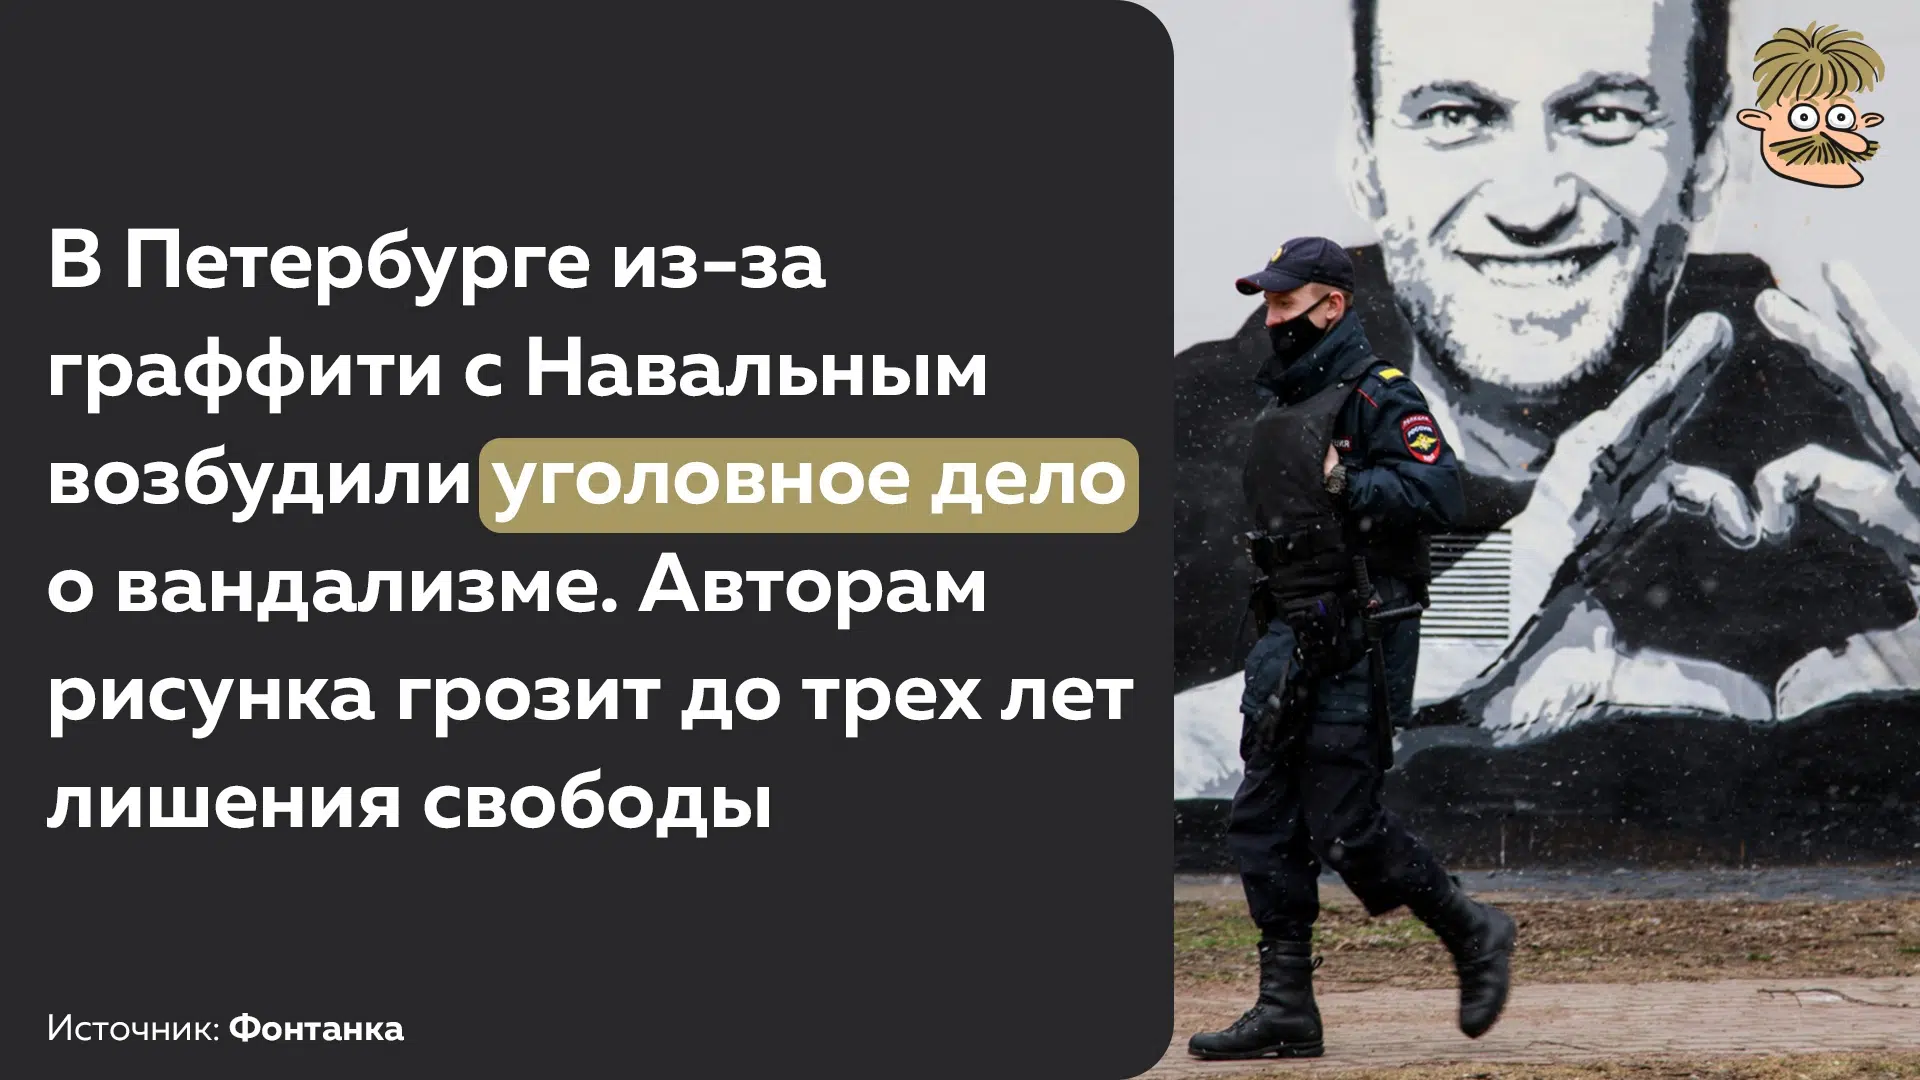 В Петербурге из-за
граффити с Навальным
возбудили уголовное дело
о вандализме. Авторам
рисунка грозит до трех лет
лишения свободы
Источник: Фонтанка